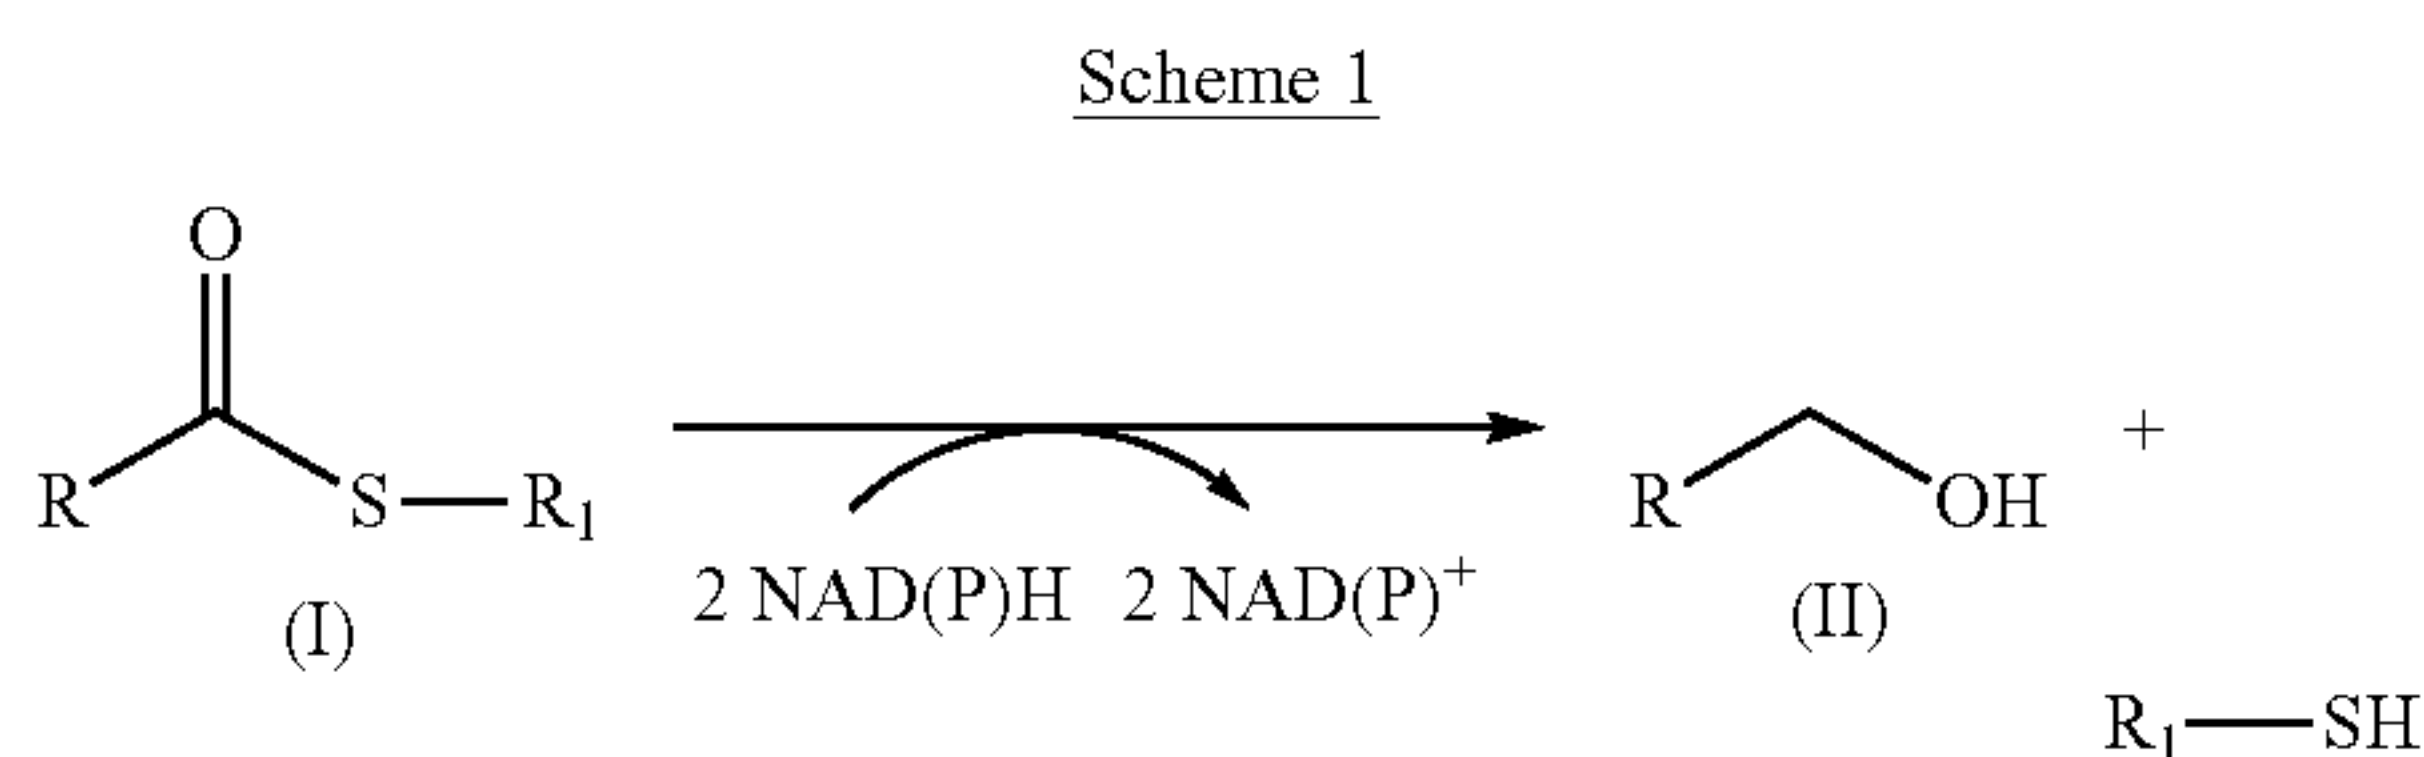 Scheme 1
O
R S R₁
2 NAD(P)H 2 NAD(P)⁺
(I)
R OH +
(II)
R₁ SH